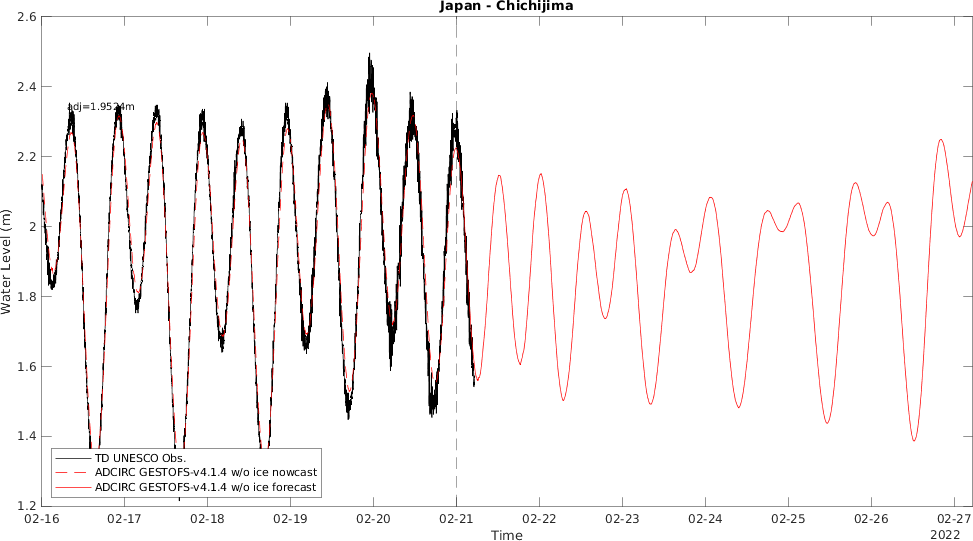 Japan - Chichijima
2.6
2.4
2.2
2
1.8
1.6
1.4
1.2
Water Level (m)
adj=1.9524m
TD UNESCO Obs.
ADCIRC GESTOFS-v4.1.4 w/o ice nowcast
ADCIRC GESTOFS-v4.1.4 w/o ice forecast
02-16 02-17 02-18 02-19 02-20 02-21 02-22 02-23 02-24 02-25 02-26 02-27
Time
2022